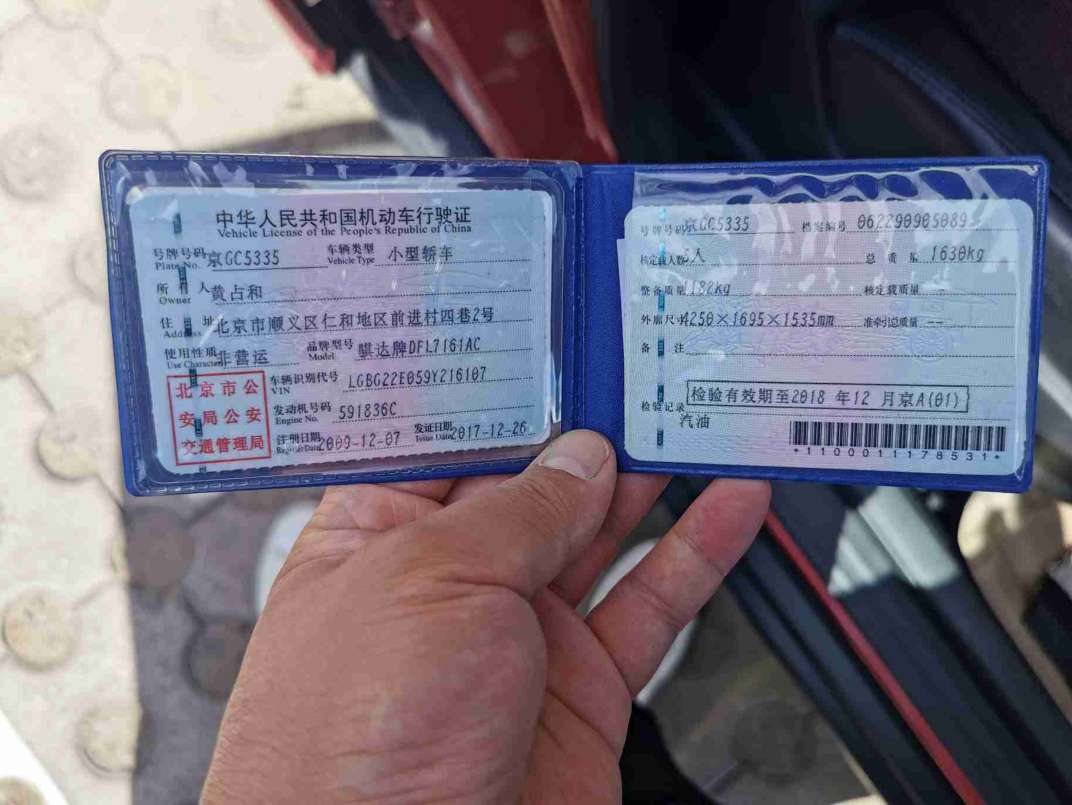 中华人民共和国机动车行驶证
Vehicle License of the People's Republic of China
号牌号码 京GC5335 车辆类型 小型轿车
Plate No. Vehicle Type
所有人 黄占和
Owner
住址 北京市顺义区仁和地区前进村四巷2号
Address
使用性质 非营运 品牌型号 骐达牌DFL7161AC
Use Character Model
北京市公
安局公安
交通管理局
车辆识别代号 LGBG22E059Y216107
VIN
发动机号码 591836C
Engine No.
注册日期 2009-12-07 发证日期 2017-12-26
Register Date Issue Date
号牌号码 京GC5335 档案编号 062290905089
核定载人数 5人 总质量 1630kg
整备质量 1182kg 核定载质量 --
外廓尺寸 4250×1695×1535mm 准牵引总质量 --
备注
检验有效期至2018年12月京A(01)
检验记录
汽油
*1100011178531*